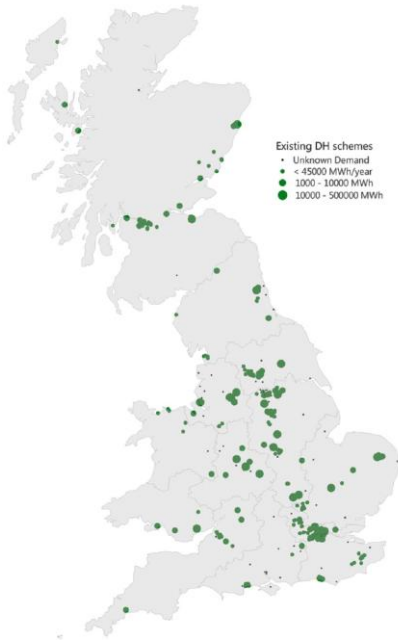 Existing DH schemes
Unknown Demand
< 45000 MWh/year
1000 - 10000 MWh
10000 - 500000 MWh